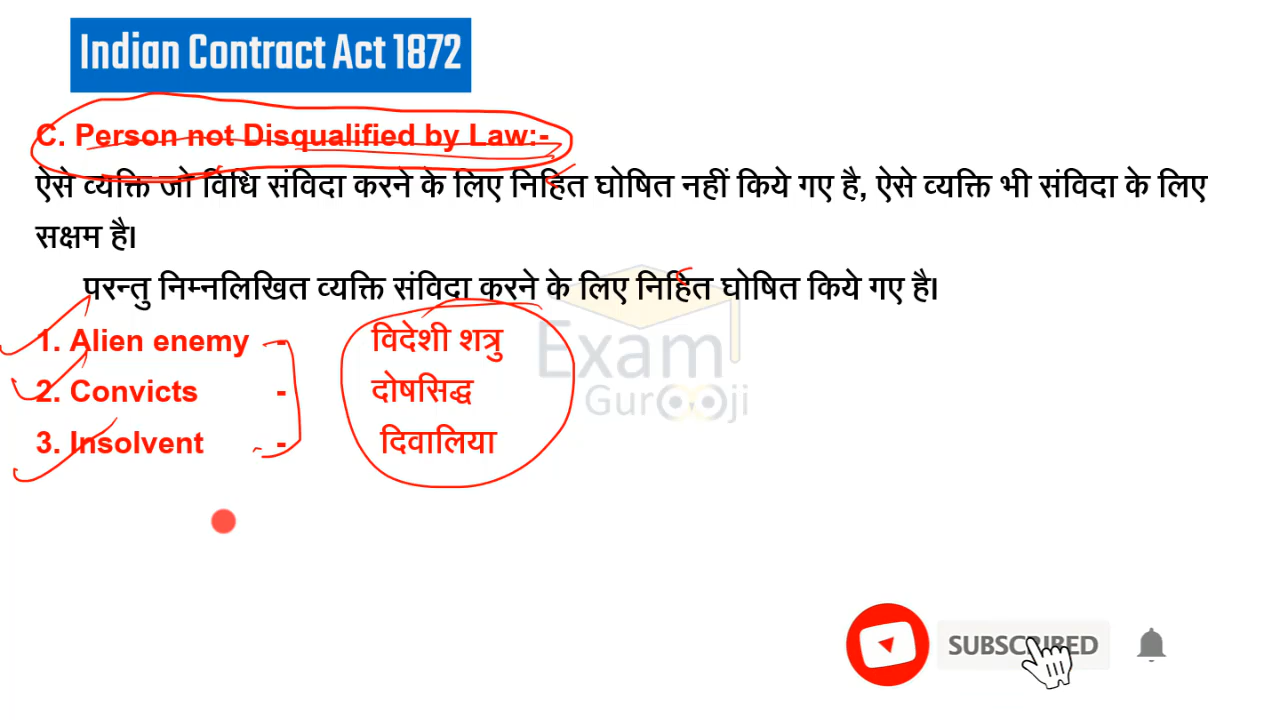 Indian Contract Act 1872
C. Person not Disqualified by Law:-
ऐसे व्यक्ति जो विधि संविदा करने के लिए निहित घोषित नहीं किये गए है, ऐसे व्यक्ति भी संविदा के लिए
सक्षम है।
परन्तु निम्नलिखित व्यक्ति संविदा करने के लिए निहित घोषित किये गए है।
1. Alien enemy - विदेशी शत्रु
2. Convicts - दोषसिद्ध
3. Insolvent - दिवालिया
Exam
Gurooji
SUBSCRIBED